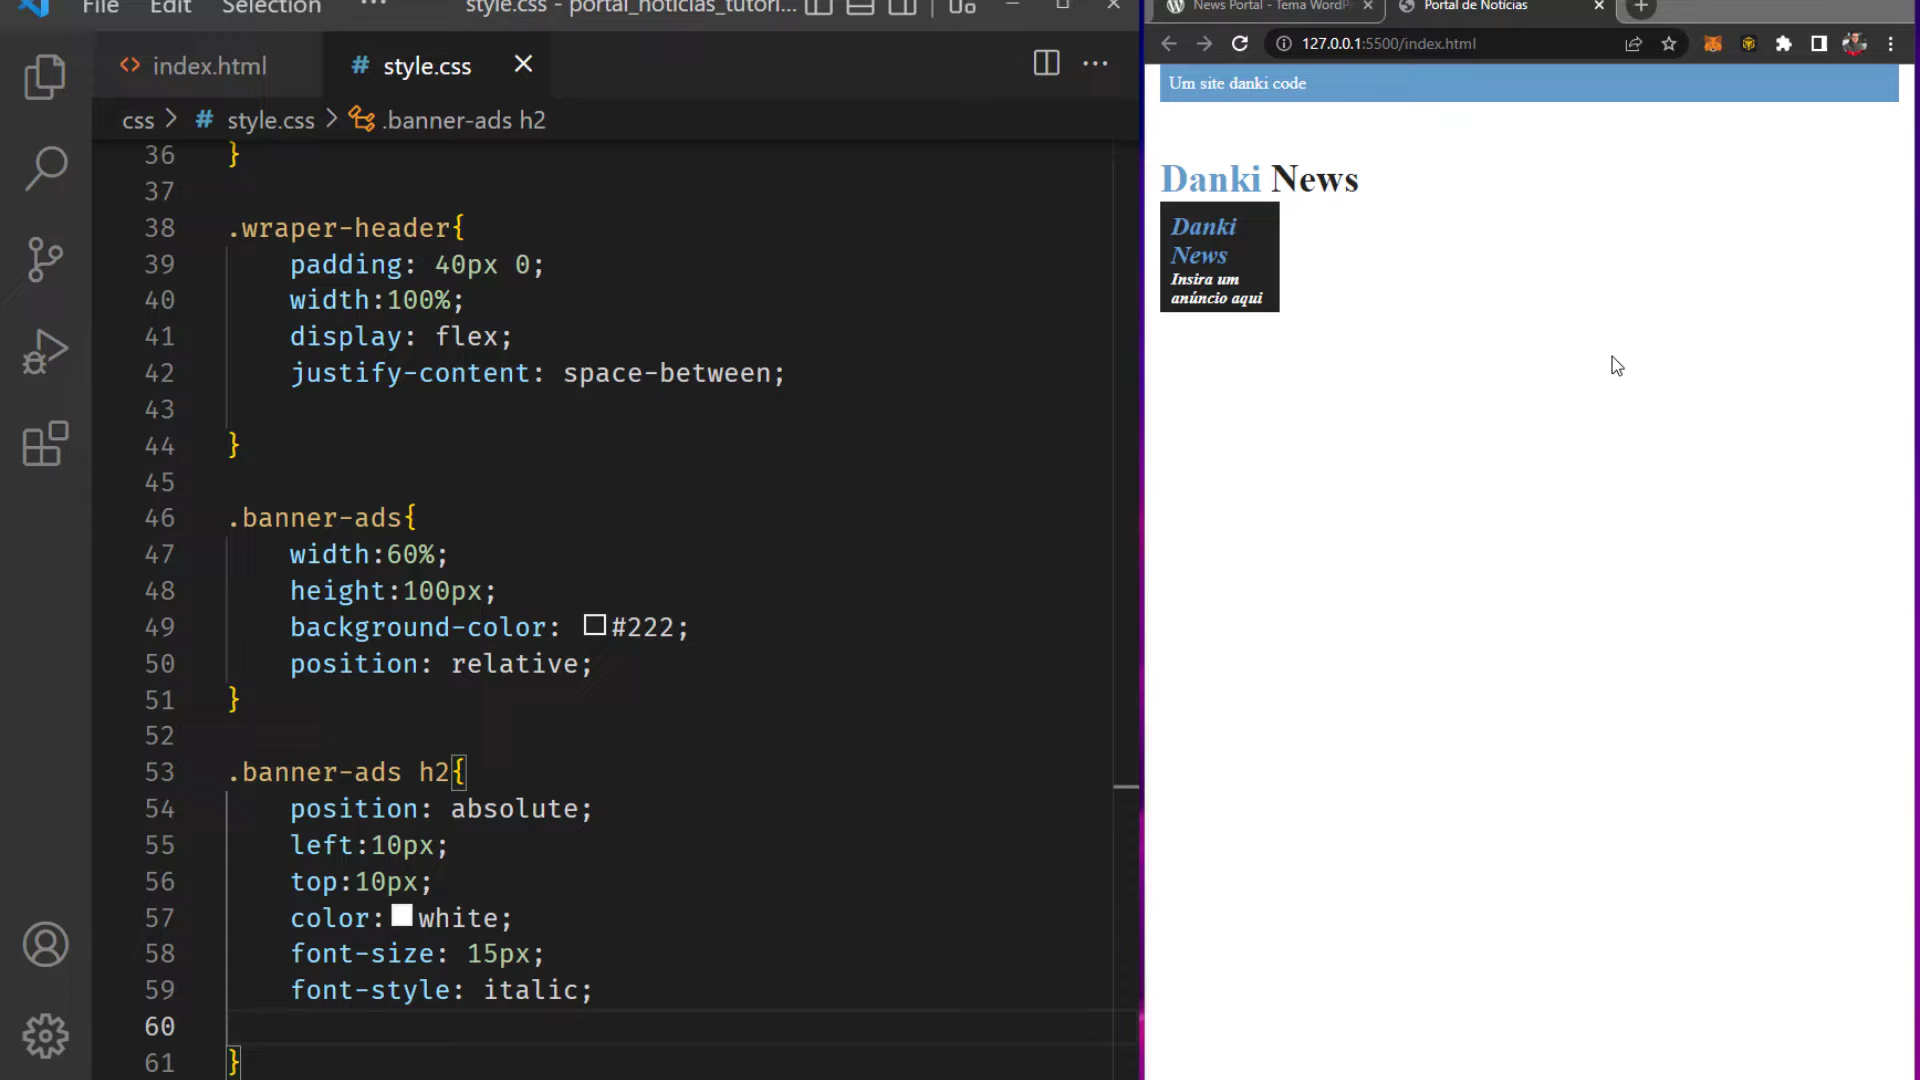 File Edit Selection ··· style.css - portal_noticias_tutori...
index.html # style.css
css > # style.css > .banner-ads h2
36 }
37
38 .wraper-header{
39 padding: 40px 0;
40 width:100%;
41 display: flex;
42 justify-content: space-between;
43
44 }
45
46 .banner-ads{
47 width:60%;
48 height:100px;
49 background-color: #222;
50 position: relative;
51 }
52
53 .banner-ads h2{
54 position: absolute;
55 left:10px;
56 top:10px;
57 color:white;
58 font-size: 15px;
59 font-style: italic;
60
61 }
News Portal - Tema WordP
Portal de Notícias
127.0.0.1:5500/index.html
Um site danki code
Danki News
Danki
News
Insira um
anúncio aqui